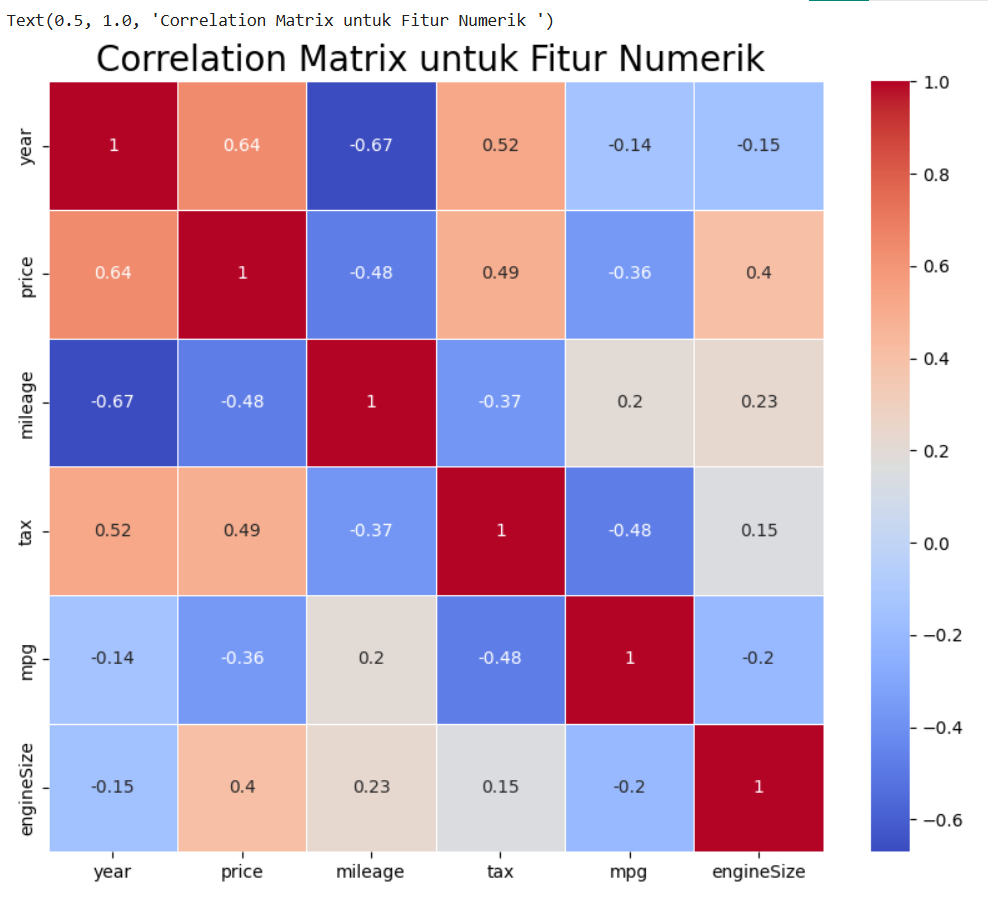 Text(0.5, 1.0, 'Correlation Matrix untuk Fitur Numerik ')
Correlation Matrix untuk Fitur Numerik
year 1 0.64 -0.67 0.52 -0.14 -0.15
price 0.64 1 -0.48 0.49 -0.36 0.4
mileage -0.67 -0.48 1 -0.37 0.2 0.23
tax 0.52 0.49 -0.37 1 -0.48 0.15
mpg -0.14 -0.36 0.2 -0.48 1 -0.2
engineSize -0.15 0.4 0.23 0.15 -0.2 1
year price mileage tax mpg engineSize
1.0
0.8
0.6
0.4
0.2
0.0
−0.2
−0.4
−0.6